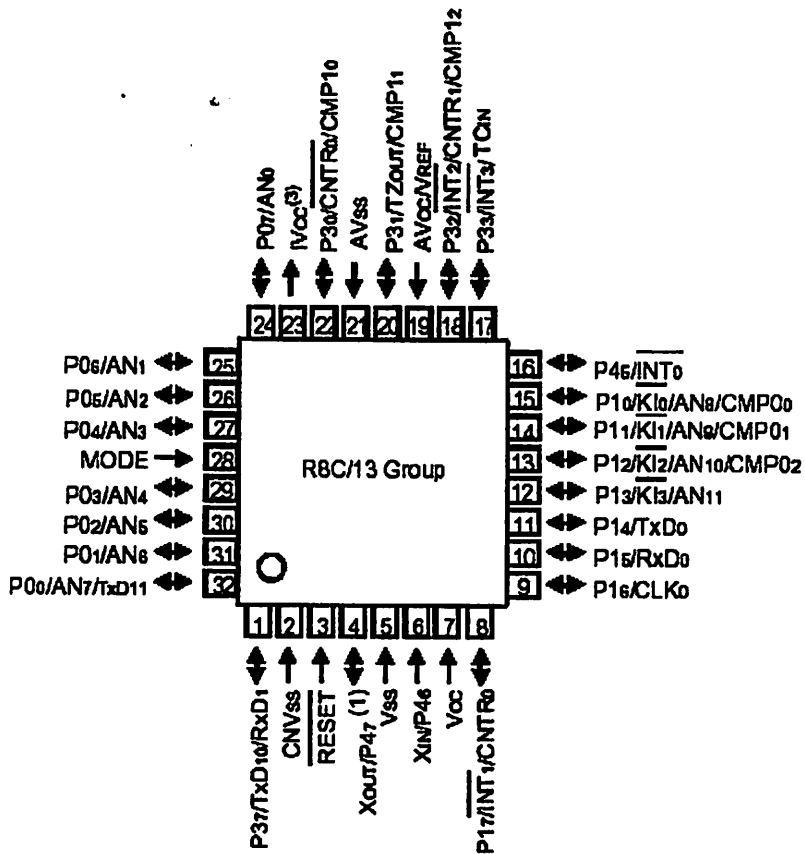 P07/AN0
IVCC(3)
P30/CNTR0/CMP10
AVSS
P31/TZOUT/CMP11
AVCC/VREF
P32/INT2/CNTR1/CMP12
P33/INT3/TCIN
24 23 22 21 20 19 18 17
P06/AN1 25
P05/AN2 26
P04/AN3 27
MODE 28
P03/AN4 29
P02/AN5 30
P01/AN6 31
P00/AN7/TxD11 32
R8C/13 Group
16 P45/INT0
15 P10/KI0/AN8/CMP00
14 P11/KI1/AN9/CMP01
13 P12/KI2/AN10/CMP02
12 P13/KI3/AN11
11 P14/TxD0
10 P15/RxD0
9 P16/CLK0
1 2 3 4 5 6 7 8
P37/TxD10/RxD1
CNVSS
RESET
XOUT/P47 (1)
VSS
XIN/P46
VCC
P17/INT1/CNTR0